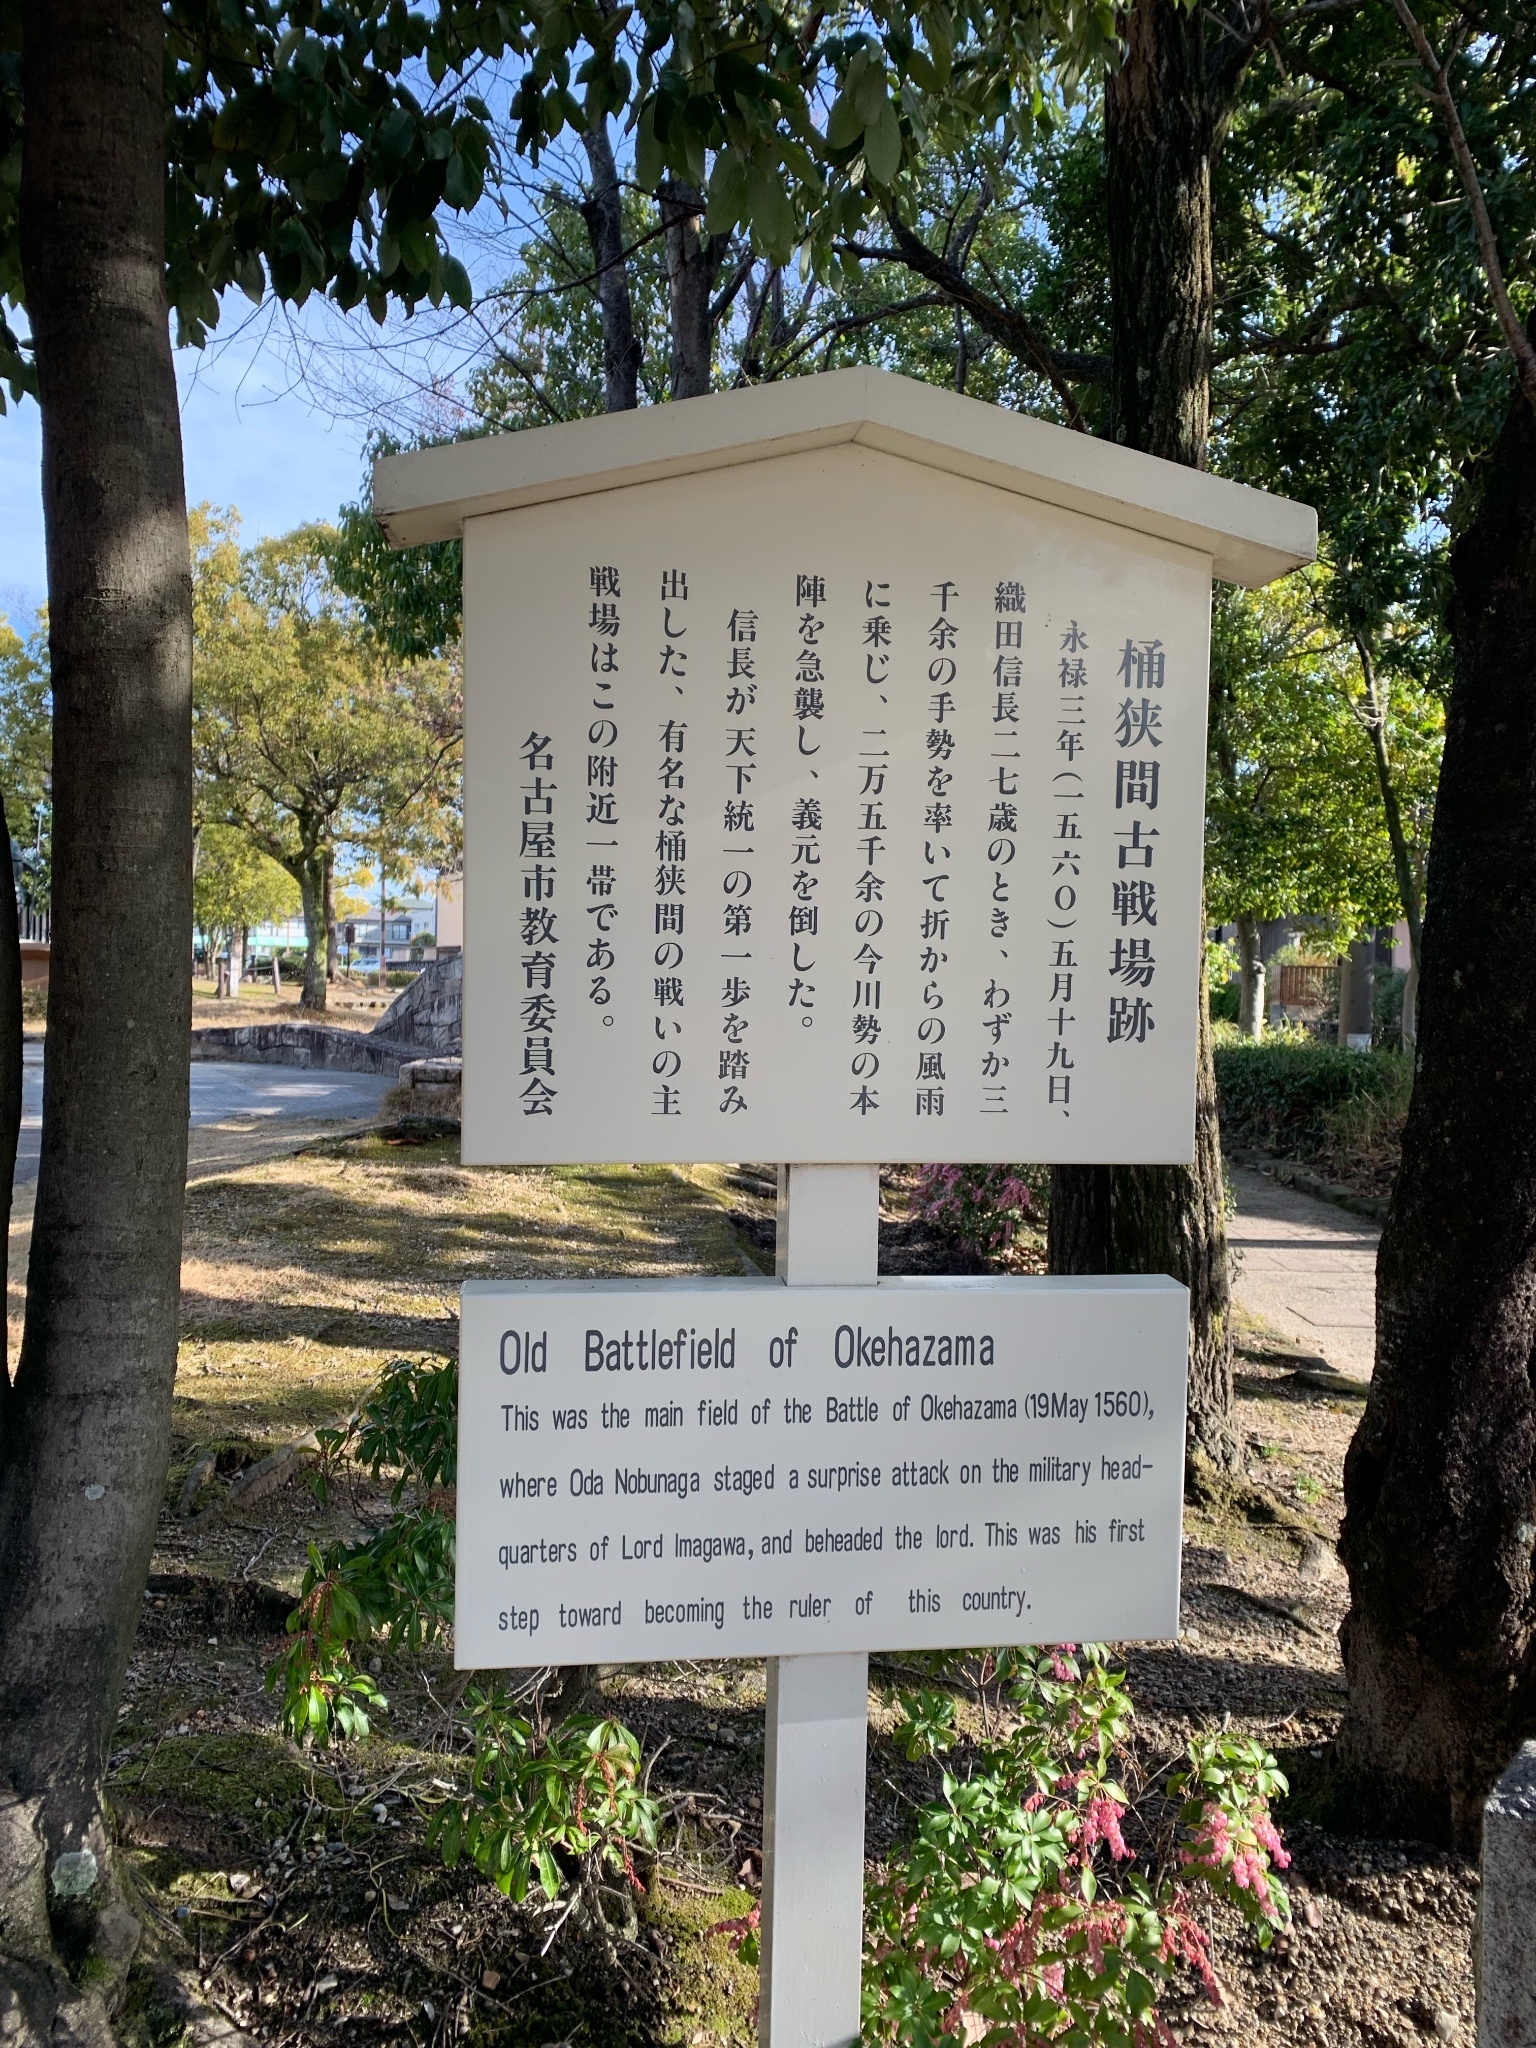 桶狭間古戦場跡
永禄三年(一五六〇)五月十九日、
織田信長二七歳のとき、わずか三
千余の手勢を率いて折からの風雨
に乗じ、二万五千余の今川勢の本
陣を急襲し、義元を倒した。
信長が天下統一の第一歩を踏み
出した、有名な桶狭間の戦いの主
戦場はこの附近一帯である。
名古屋市教育委員会
Old Battlefield of Okehazama
This was the main field of the Battle of Okehazama (19May 1560),
where Oda Nobunaga staged a surprise attack on the military head-
quarters of Lord Imagawa, and beheaded the lord. This was his first
step toward becoming the ruler of this country.